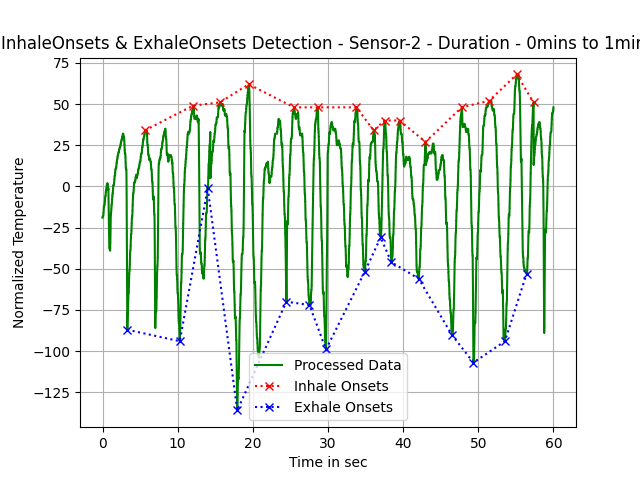 InhaleOnsets & ExhaleOnsets Detection - Sensor-2 - Duration - 0mins to 1min
75
50
25
0
−25
−50
−75
−100
−125
Normalized Temperature
Processed Data
Inhale Onsets
Exhale Onsets
0 10 20 30 40 50 60
Time in sec